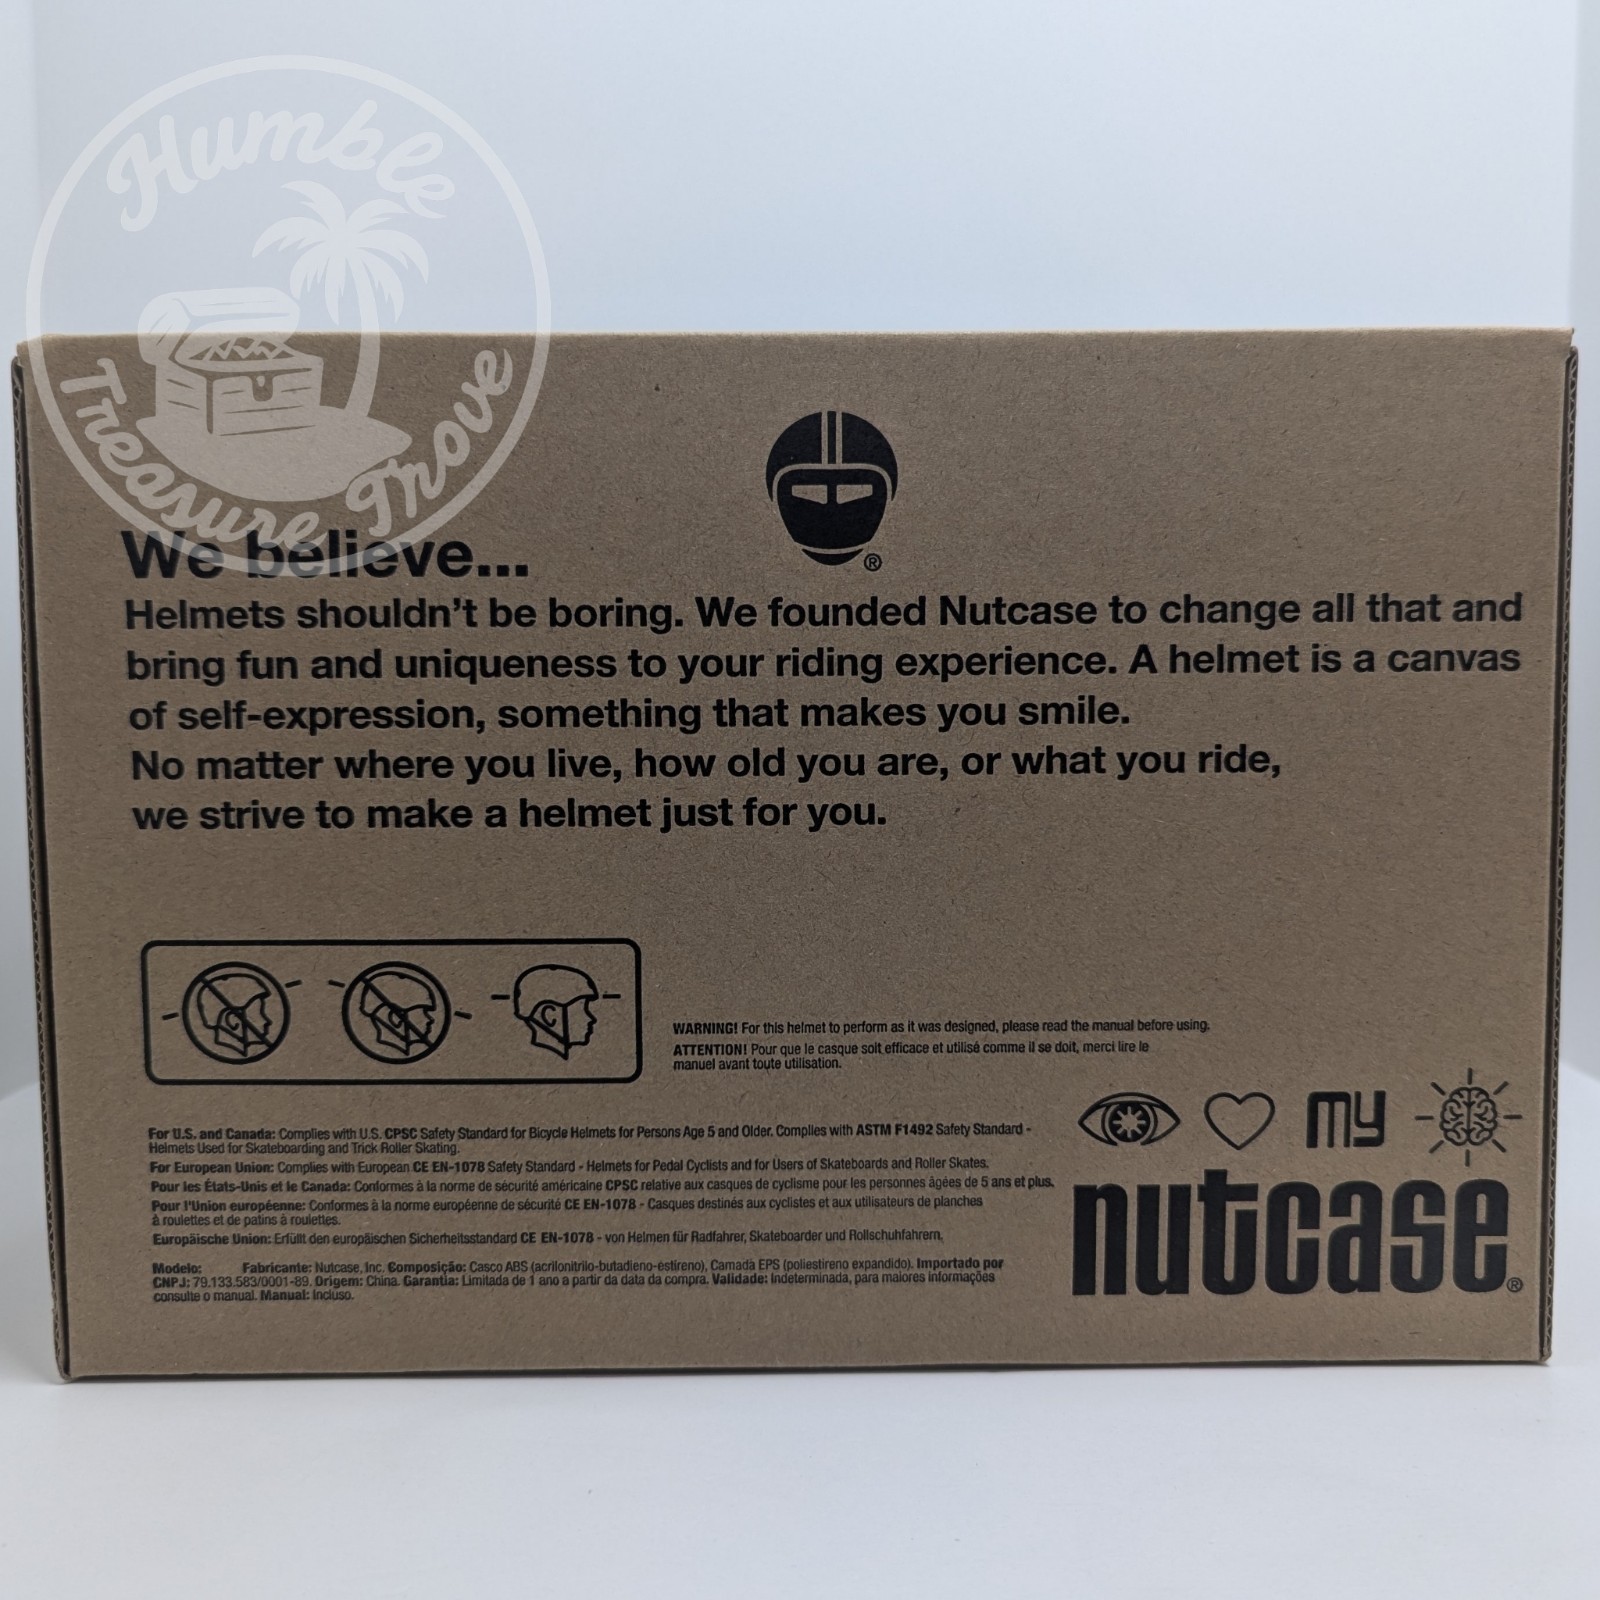 Humble
Treasure Trove
We believe...
Helmets shouldn't be boring. We founded Nutcase to change all that and
bring fun and uniqueness to your riding experience. A helmet is a canvas
of self-expression, something that makes you smile.
No matter where you live, how old you are, or what you ride,
we strive to make a helmet just for you.
WARNING! For this helmet to perform as it was designed, please read the manual before using.
ATTENTION! Pour que le casque soit efficace et utilisé comme il se doit, merci lire le
manuel avant toute utilisation.
For U.S. and Canada: Complies with U.S. CPSC Safety Standard for Bicycle Helmets for Persons Age 5 and Older. Complies with ASTM F1492 Safety Standard -
Helmets Used for Skateboarding and Trick Roller Skating.
For European Union: Complies with European CE EN-1078 Safety Standard - Helmets for Pedal Cyclists and for Users of Skateboards and Roller Skates.
Pour les États-Unis et le Canada: Conformes à la norme de sécurité américaine CPSC relative aux casques de cyclisme pour les personnes âgées de 5 ans et plus.
Pour l'Union européenne: Conformes à la norme européenne de sécurité CE EN-1078 - Casques destinés aux cyclistes et aux utilisateurs de planches
à roulettes et de patins à roulettes.
Europäische Union: Erfüllt den europäischen Sicherheitsstandard CE EN-1078 - von Helmen für Radfahrer, Skateboarder und Rollschuhfahrern.
Modelo: Fabricante: Nutcase, Inc. Composição: Casco ABS (acrilonitrilo-butadieno-estireno), Camada EPS (poliestireno expandido). Importado por
CNPJ: 79.133.583/0001-89. Origem: China. Garantia: Limitada de 1 ano a partir da data da compra. Validade: Indeterminada, para maiores informações
consulte o manual. Manual: Incluso.
MY
nutcase®